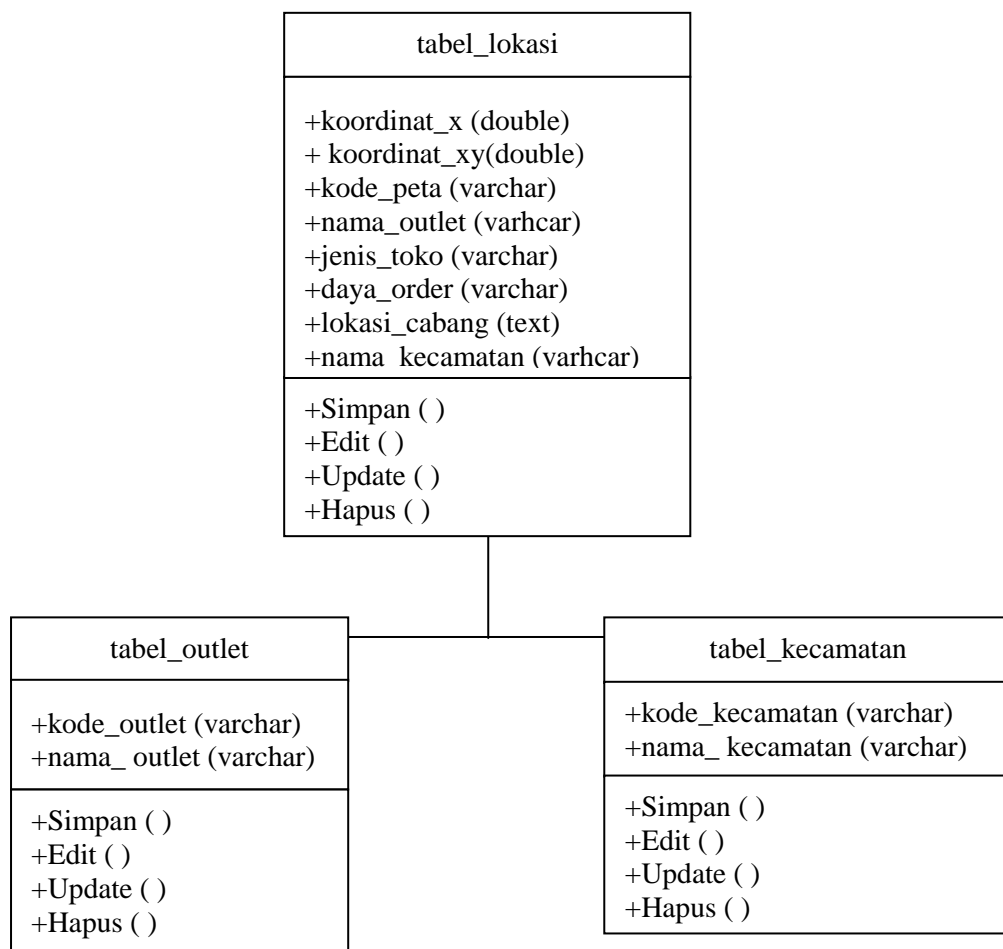 tabel_lokasi
+koordinat_x (double)
+ koordinat_xy(double)
+kode_peta (varchar)
+nama_outlet (varhcar)
+jenis_toko (varchar)
+daya_order (varchar)
+lokasi_cabang (text)
+nama_kecamatan (varhcar)
+Simpan ( )
+Edit ( )
+Update ( )
+Hapus ( )
tabel_outlet
+kode_outlet (varchar)
+nama_ outlet (varchar)
+Simpan ( )
+Edit ( )
+Update ( )
+Hapus ( )
tabel_kecamatan
+kode_kecamatan (varchar)
+nama_ kecamatan (varchar)
+Simpan ( )
+Edit ( )
+Update ( )
+Hapus ( )